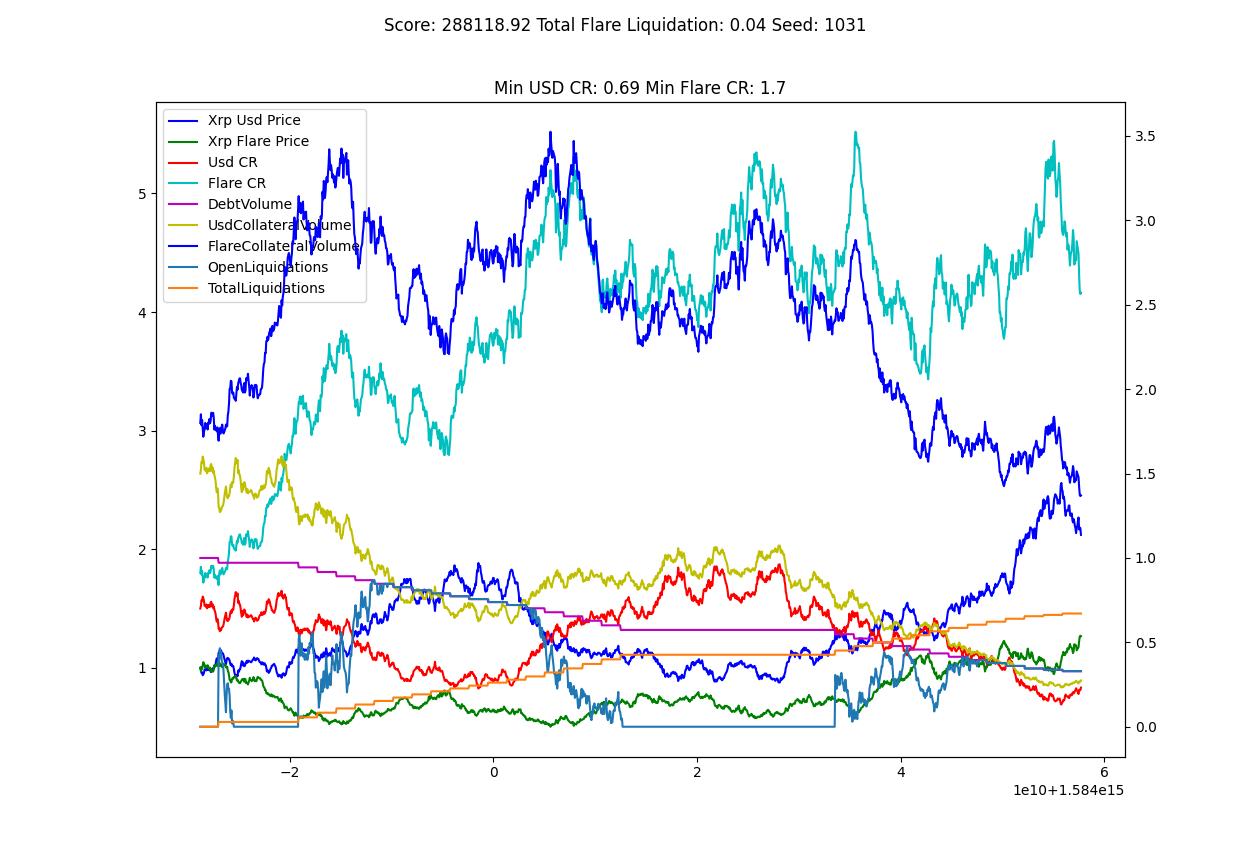 Score: 288118.92 Total Flare Liquidation: 0.04 Seed: 1031
Min USD CR: 0.69 Min Flare CR: 1.7
Xrp Usd Price
Xrp Flare Price
Usd CR
Flare CR
DebtVolume
UsdCollateralVolume
FlareCollateralVolume
OpenLiquidations
TotalLiquidations
5
4
3
2
1
3.5
3.0
2.5
2.0
1.5
1.0
0.5
0.0
−2 0 2 4 6
1e10+1.584e15